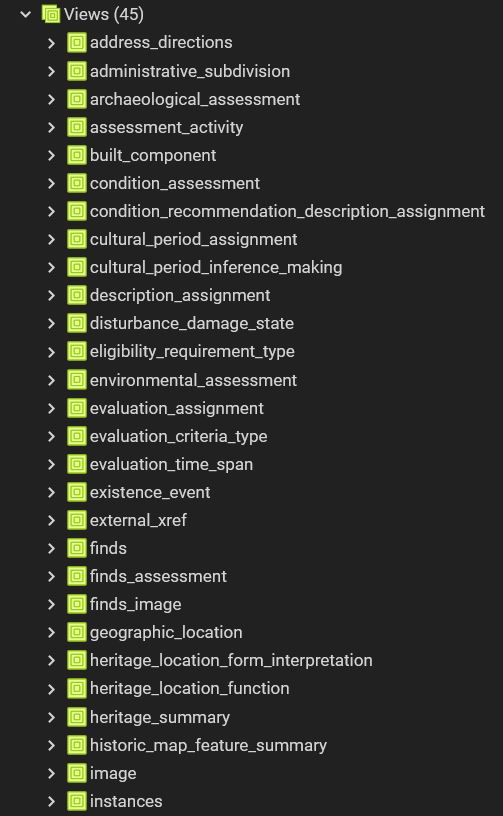 Views (45)
address_directions
administrative_subdivision
archaeological_assessment
assessment_activity
built_component
condition_assessment
condition_recommendation_description_assignment
cultural_period_assignment
cultural_period_inference_making
description_assignment
disturbance_damage_state
eligibility_requirement_type
environmental_assessment
evaluation_assignment
evaluation_criteria_type
evaluation_time_span
existence_event
external_xref
finds
finds_assessment
finds_image
geographic_location
heritage_location_form_interpretation
heritage_location_function
heritage_summary
historic_map_feature_summary
image
instances